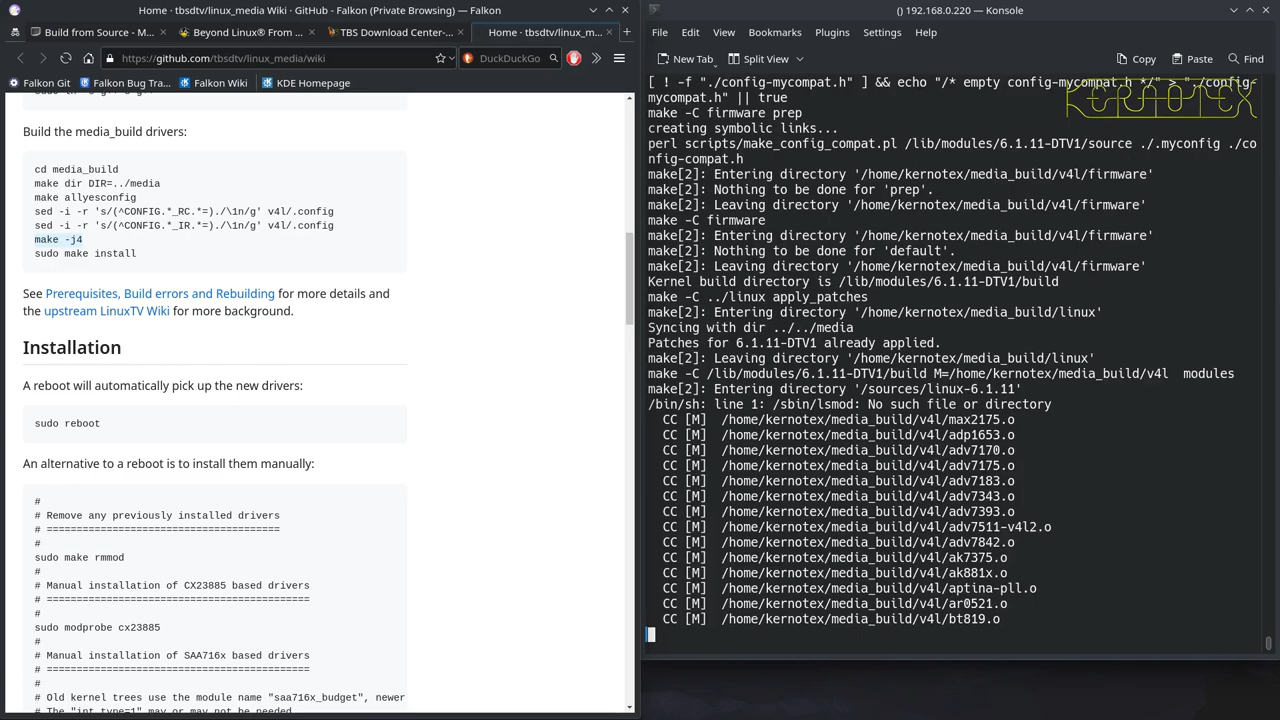 Home · tbsdtv/linux_media Wiki · GitHub - Falkon (Private Browsing) — Falkon
Build from Source - M...
Beyond Linux® From ...
TBS Download Center-...
Home · tbsdtv/linux_m...
https://github.com/tbsdtv/linux_media/wiki
DuckDuckGo
Falkon Git
Falkon Bug Tra...
Falkon Wiki
KDE Homepage
Build the media_build drivers:
cd media_build
make dir DIR=../media
make allyesconfig
sed -i -r 's/(^CONFIG.*_RC.*=)./\1n/g' v4l/.config
sed -i -r 's/(^CONFIG.*_IR.*=)./\1n/g' v4l/.config
make -j4
sudo make install
See Prerequisites, Build errors and Rebuilding for more details and
the upstream LinuxTV Wiki for more background.
Installation
A reboot will automatically pick up the new drivers:
sudo reboot
An alternative to a reboot is to install them manually:
#
# Remove any previously installed drivers
# ========================================
#
sudo make rmmod
#
# Manual installation of CX23885 based drivers
# =============================================
#
sudo modprobe cx23885
#
# Manual installation of SAA716x based drivers
# =============================================
#
# Old kernel trees use the module name "saa716x_budget", newer
# The "int_type=1" may or may not be needed
() 192.168.0.220 — Konsole
File Edit View Bookmarks Plugins Settings Help
New Tab Split View Copy Paste Find
[ ! -f "./config-mycompat.h" ] && echo "/* empty config-mycompat.h */" > "./config-
mycompat.h" || true
KERNOTEX
make -C firmware prep
creating symbolic links...
perl scripts/make_config_compat.pl /lib/modules/6.1.11-DTV1/source ./.myconfig ./co
nfig-compat.h
make[2]: Entering directory '/home/kernotex/media_build/v4l/firmware'
make[2]: Nothing to be done for 'prep'.
make[2]: Leaving directory '/home/kernotex/media_build/v4l/firmware'
make -C firmware
make[2]: Entering directory '/home/kernotex/media_build/v4l/firmware'
make[2]: Nothing to be done for 'default'.
make[2]: Leaving directory '/home/kernotex/media_build/v4l/firmware'
Kernel build directory is /lib/modules/6.1.11-DTV1/build
make -C ../linux apply_patches
make[2]: Entering directory '/home/kernotex/media_build/linux'
Syncing with dir ../../media
Patches for 6.1.11-DTV1 already applied.
make[2]: Leaving directory '/home/kernotex/media_build/linux'
make -C /lib/modules/6.1.11-DTV1/build M=/home/kernotex/media_build/v4l  modules
make[2]: Entering directory '/sources/linux-6.1.11'
/bin/sh: line 1: /sbin/lsmod: No such file or directory
CC [M]  /home/kernotex/media_build/v4l/max2175.o
CC [M]  /home/kernotex/media_build/v4l/adp1653.o
CC [M]  /home/kernotex/media_build/v4l/adv7170.o
CC [M]  /home/kernotex/media_build/v4l/adv7175.o
CC [M]  /home/kernotex/media_build/v4l/adv7183.o
CC [M]  /home/kernotex/media_build/v4l/adv7343.o
CC [M]  /home/kernotex/media_build/v4l/adv7393.o
CC [M]  /home/kernotex/media_build/v4l/adv7511-v4l2.o
CC [M]  /home/kernotex/media_build/v4l/adv7842.o
CC [M]  /home/kernotex/media_build/v4l/ak7375.o
CC [M]  /home/kernotex/media_build/v4l/ak881x.o
CC [M]  /home/kernotex/media_build/v4l/aptina-pll.o
CC [M]  /home/kernotex/media_build/v4l/ar0521.o
CC [M]  /home/kernotex/media_build/v4l/bt819.o